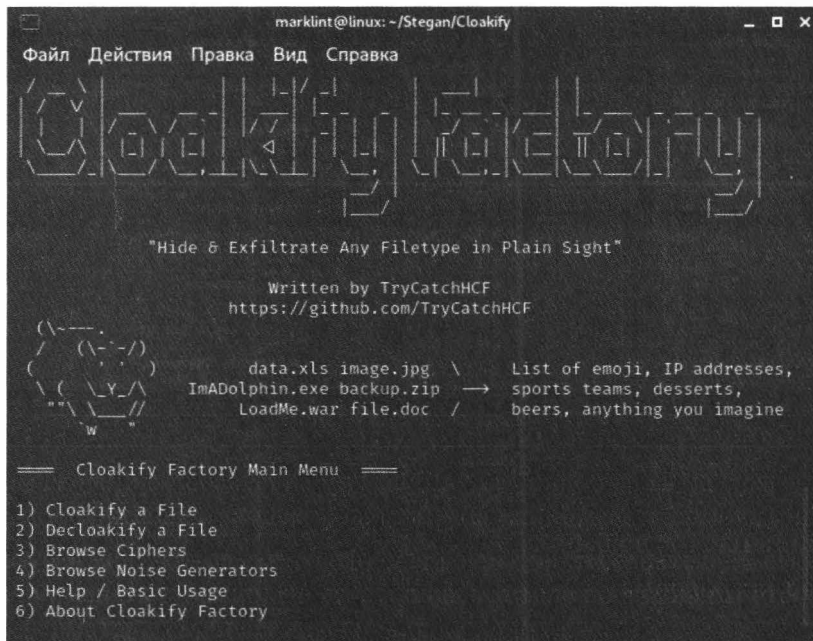 marklint@linux: ~/Stegan/Cloakify
Файл Действия Правка Вид Справка
Cloakify Factory
"Hide & Exfiltrate Any Filetype in Plain Sight"
Written by TryCatchHCF
https://github.com/TryCatchHCF
data.xls image.jpg \ List of emoji, IP addresses,
ImADolphin.exe backup.zip → sports teams, desserts,
LoadMe.war file.doc / beers, anything you imagine
==== Cloakify Factory Main Menu ====
1) Cloakify a File
2) Decloakify a File
3) Browse Ciphers
4) Browse Noise Generators
5) Help / Basic Usage
6) About Cloakify Factory